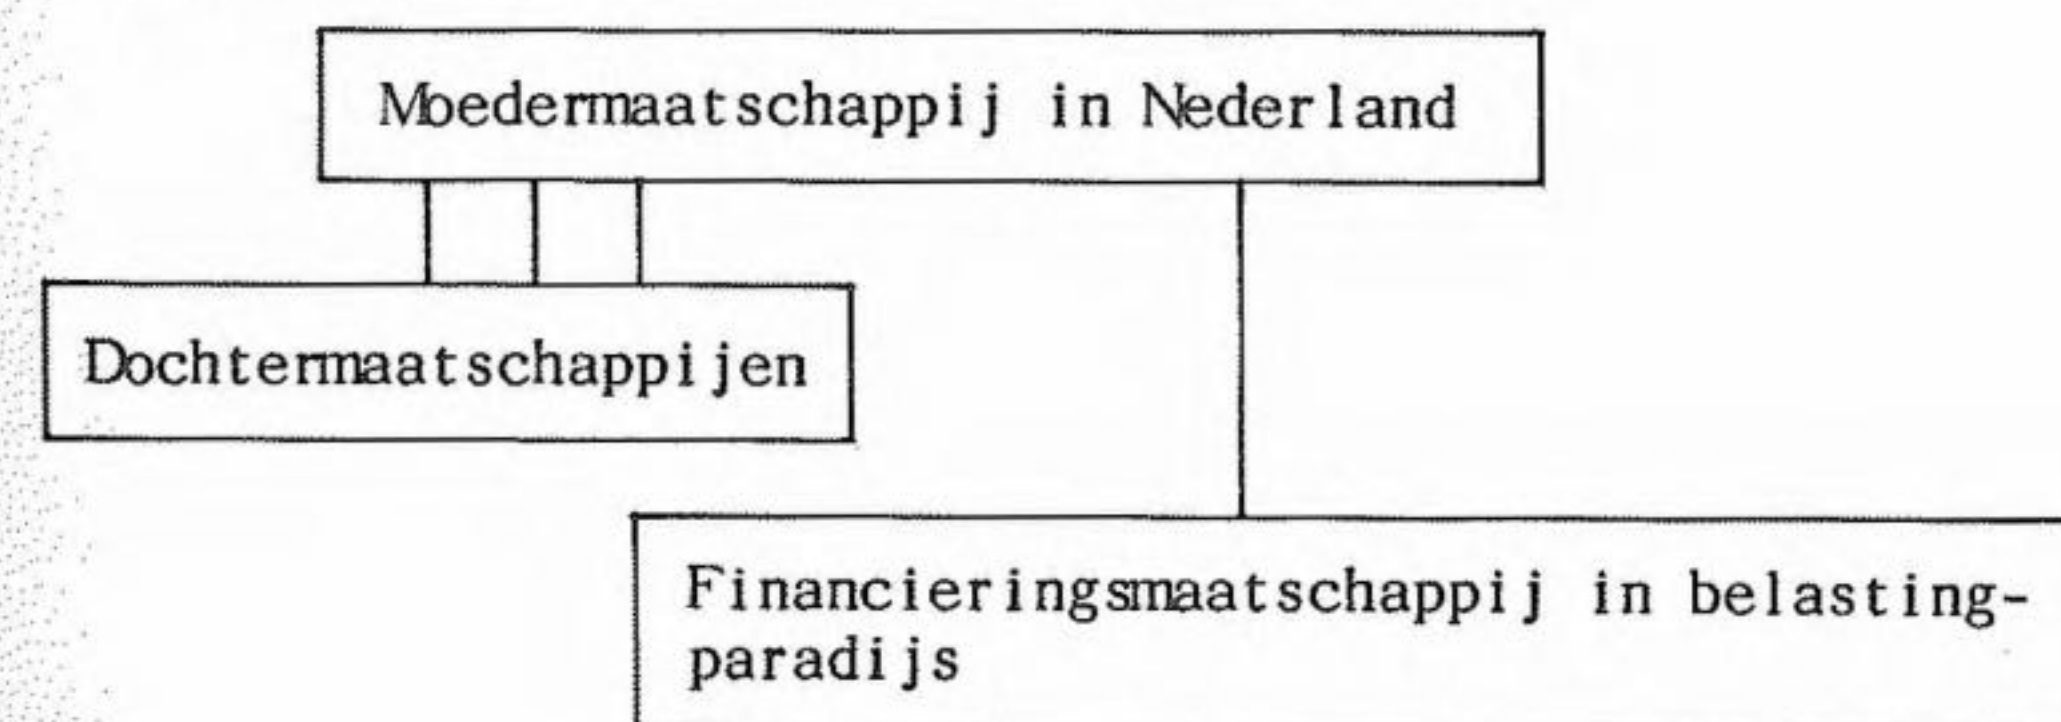 Moedermaatschappij in Nederland
Dochtermaatschappijen
Financieringsmaatschappij in belasting-
paradijs